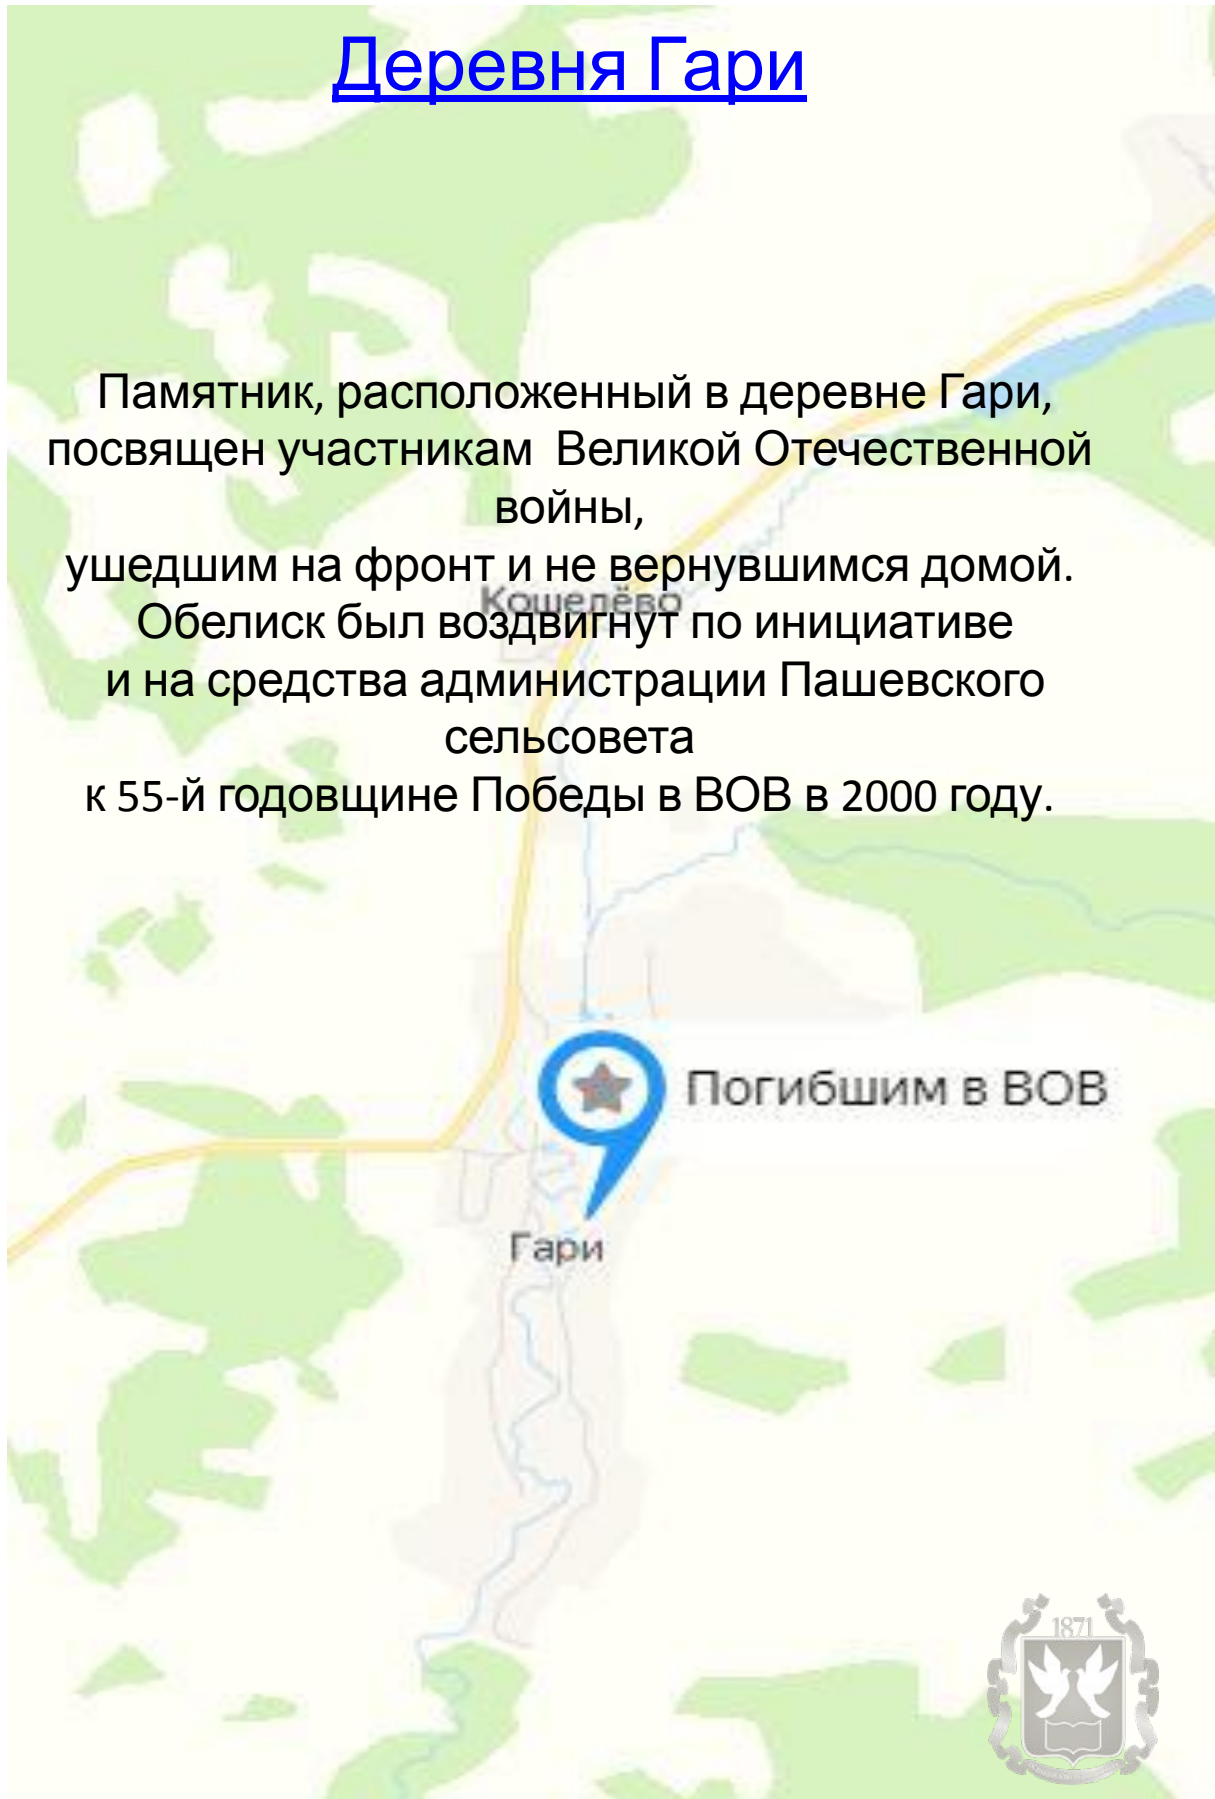 Деревня Гари
Памятник, расположенный в деревне Гари,
посвящен участникам Великой Отечественной
войны,
ушедшим на фронт и не вернувшимся домой.
Кошелёво
Обелиск был воздвигнут по инициативе
и на средства администрации Пашевского
сельсовета
к 55-й годовщине Победы в ВОВ в 2000 году.
Погибшим в ВОВ
Гари
1871